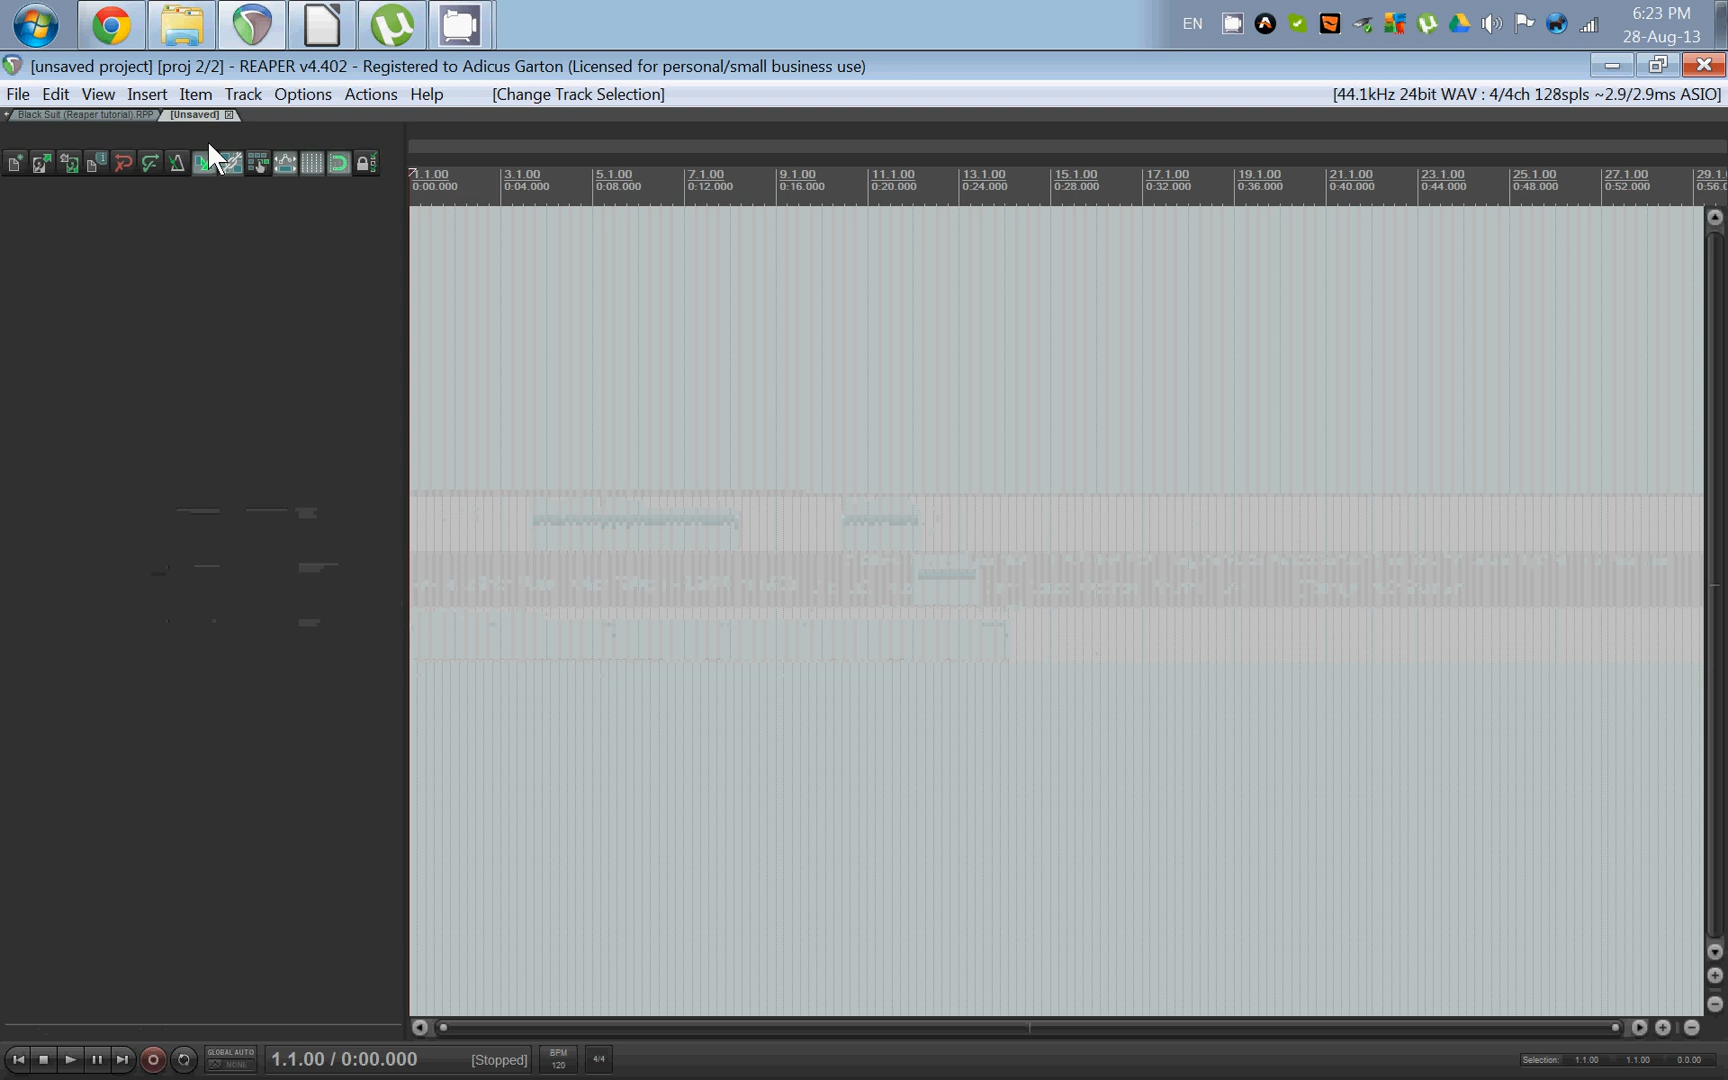 EN
6:23 PM
28-Aug-13
[unsaved project] [proj 2/2] - REAPER v4.402 - Registered to Adicus Garton (Licensed for personal/small business use)
File Edit View Insert Item Track Options Actions Help [Change Track Selection] [44.1kHz 24bit WAV : 4/4ch 128spls ~2.9/2.9ms ASIO]
Black Suit (Reaper tutorial).RPP [Unsaved]
1.1.00 3.1.00 5.1.00 7.1.00 9.1.00 11.1.00 13.1.00 15.1.00 17.1.00 19.1.00 21.1.00 23.1.00 25.1.00 27.1.00 29.1.
0:00.000 0:04.000 0:08.000 0:12.000 0:16.000 0:20.000 0:24.000 0:28.000 0:32.000 0:36.000 0:40.000 0:44.000 0:48.000 0:52.000 0:56.
GLOBAL AUTO
NONE
1.1.00 / 0:00.000 [Stopped]
BPM
120
4/4
Selection: 1.1.00 1.1.00 0.0.00